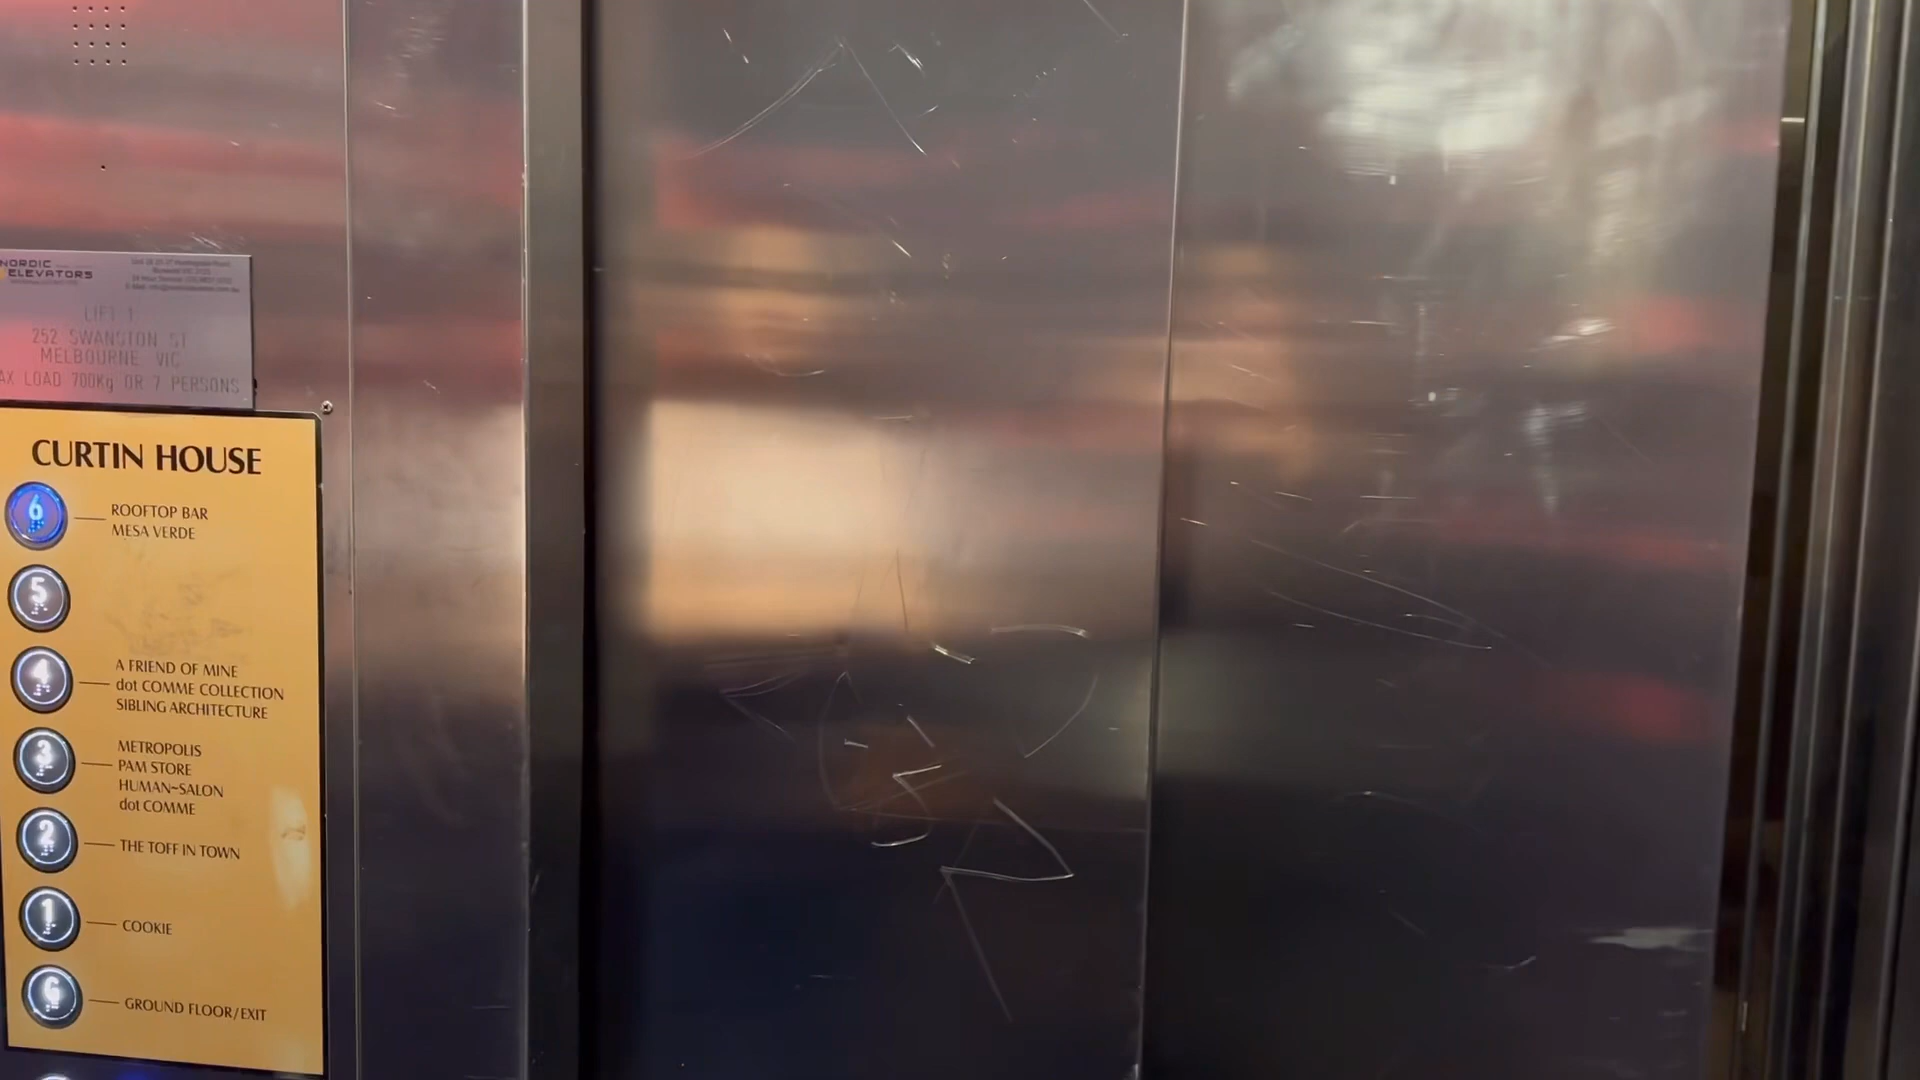 NORDIC
ELEVATORS
LIFT 1
252 SWANSTON ST
MELBOURNE VIC
AX LOAD 700Kg OR 7 PERSONS
CURTIN HOUSE
6
ROOFTOP BAR
MESA VERDE
5
4
A FRIEND OF MINE
dot COMME COLLECTION
SIBLING ARCHITECTURE
3
METROPOLIS
PAM STORE
HUMAN~SALON
dot COMME
2
THE TOFF IN TOWN
1
COOKIE
G
GROUND FLOOR/EXIT